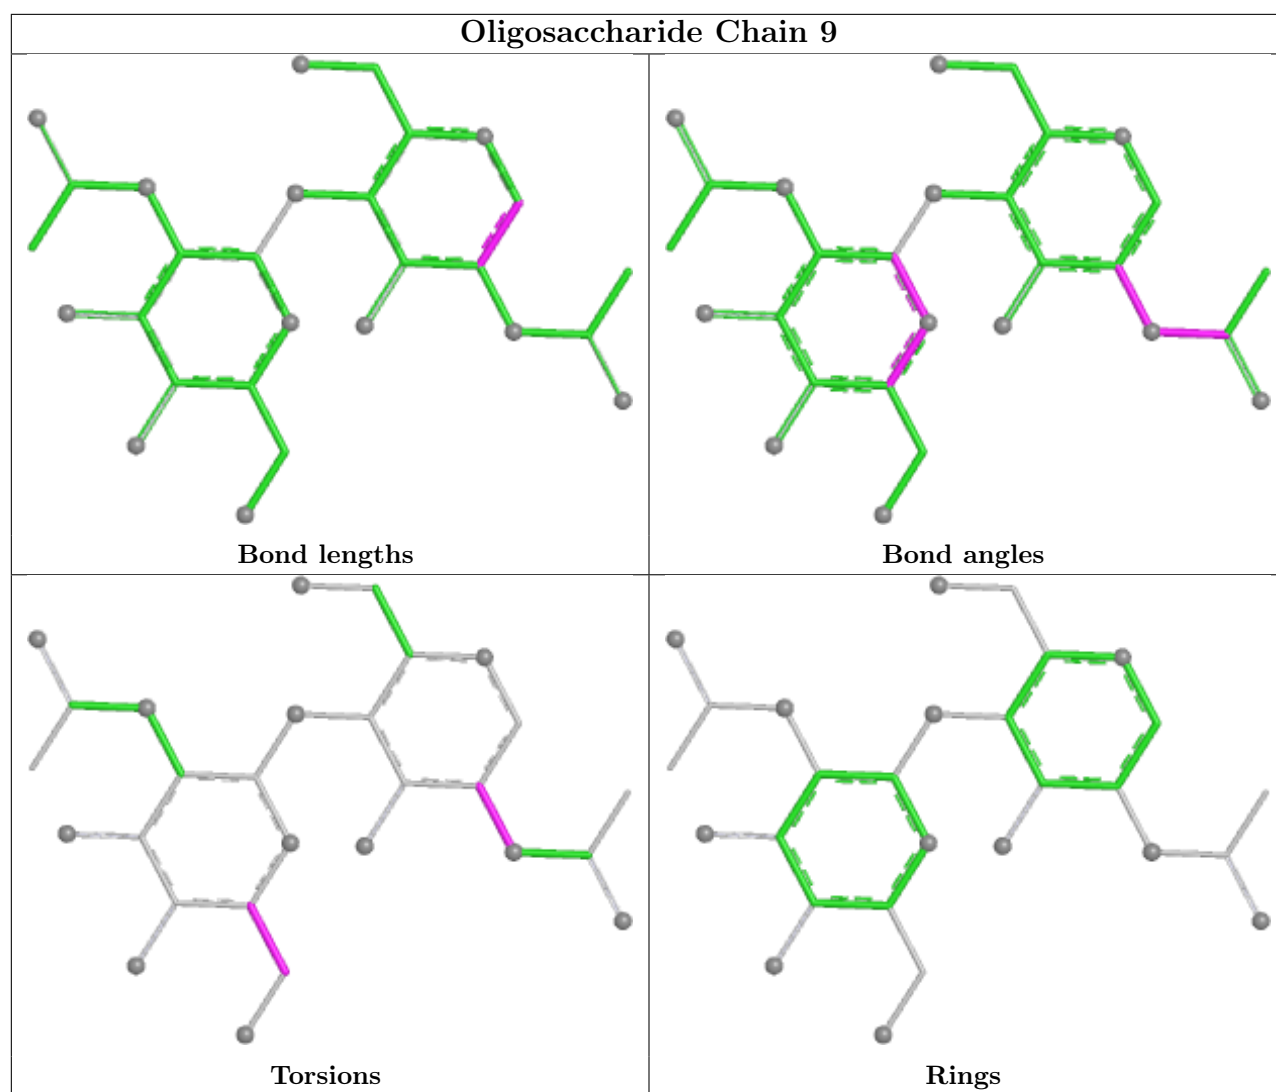 Oligosaccharide Chain 9
Bond lengths
Bond angles
Torsions
Rings